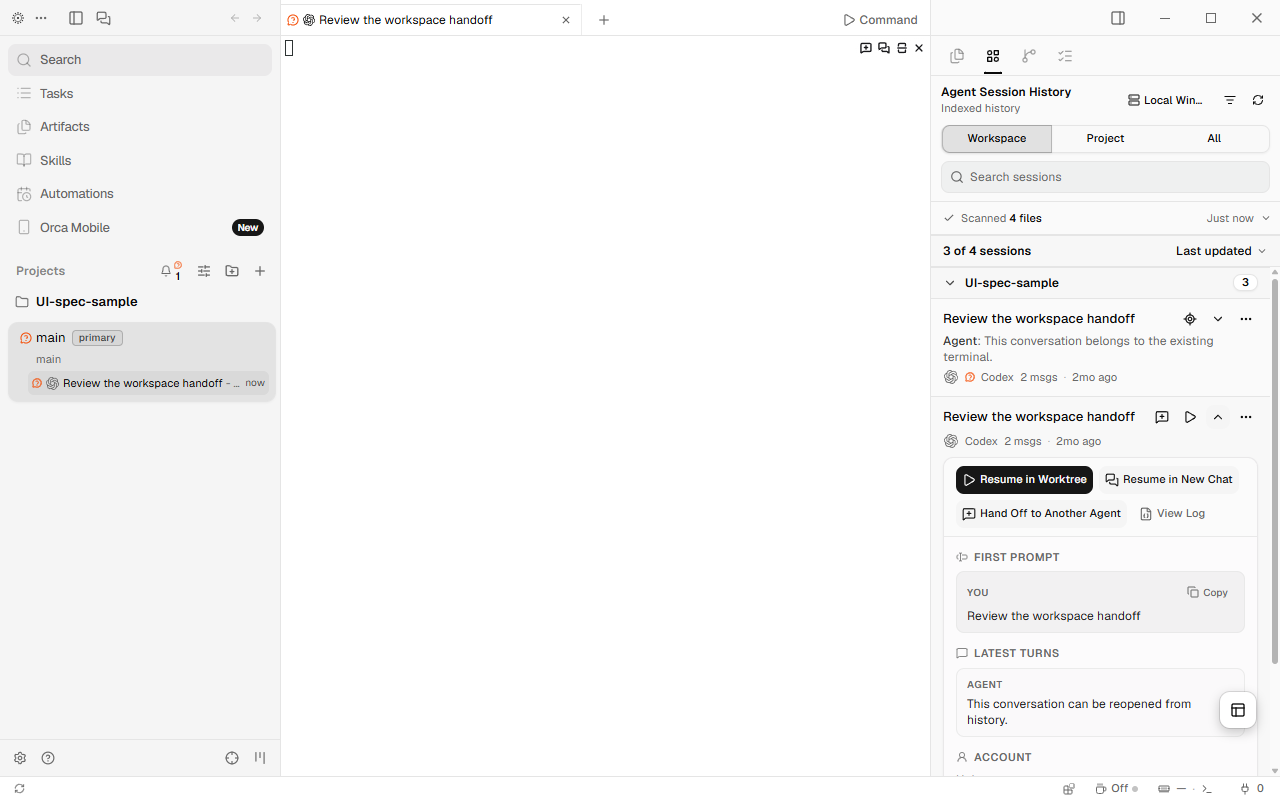 Review the workspace handoff
Command
Search
Tasks
Artifacts
Skills
Automations
Orca Mobile
New
Projects
1
UI-spec-sample
main
primary
main
Review the workspace handoff - ...
now
Agent Session History
Indexed history
Local Win...
Workspace
Project
All
Search sessions
Scanned 4 files
Just now
3 of 4 sessions
Last updated
UI-spec-sample
3
Review the workspace handoff
Agent: This conversation belongs to the existing
terminal.
Codex 2 msgs · 2mo ago
Review the workspace handoff
Codex 2 msgs · 2mo ago
Resume in Worktree
Resume in New Chat
Hand Off to Another Agent
View Log
FIRST PROMPT
YOU
Copy
Review the workspace handoff
LATEST TURNS
AGENT
This conversation can be reopened from
history.
ACCOUNT
Off
0